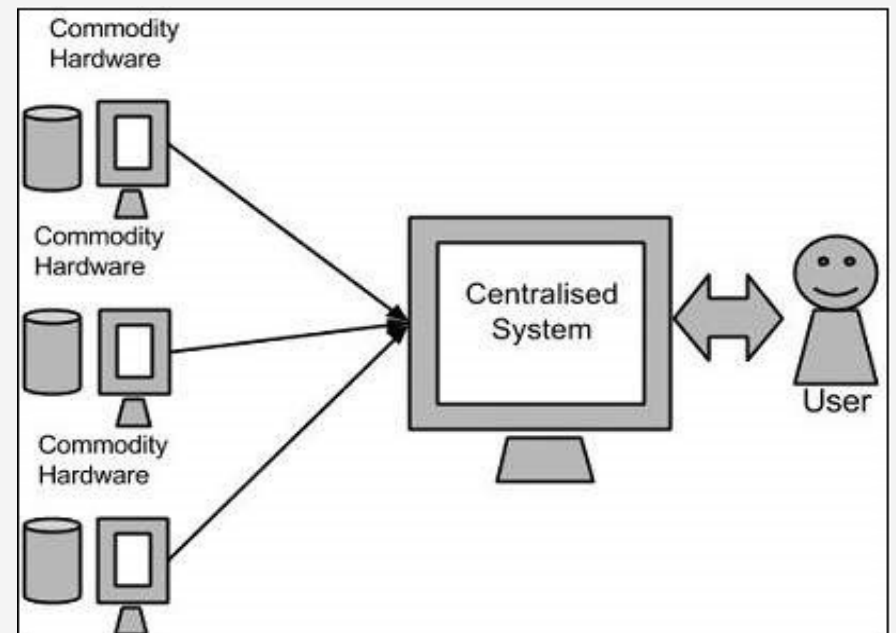 Commodity
Hardware
Commodity
Hardware
Commodity
Hardware
Centralised
System
User